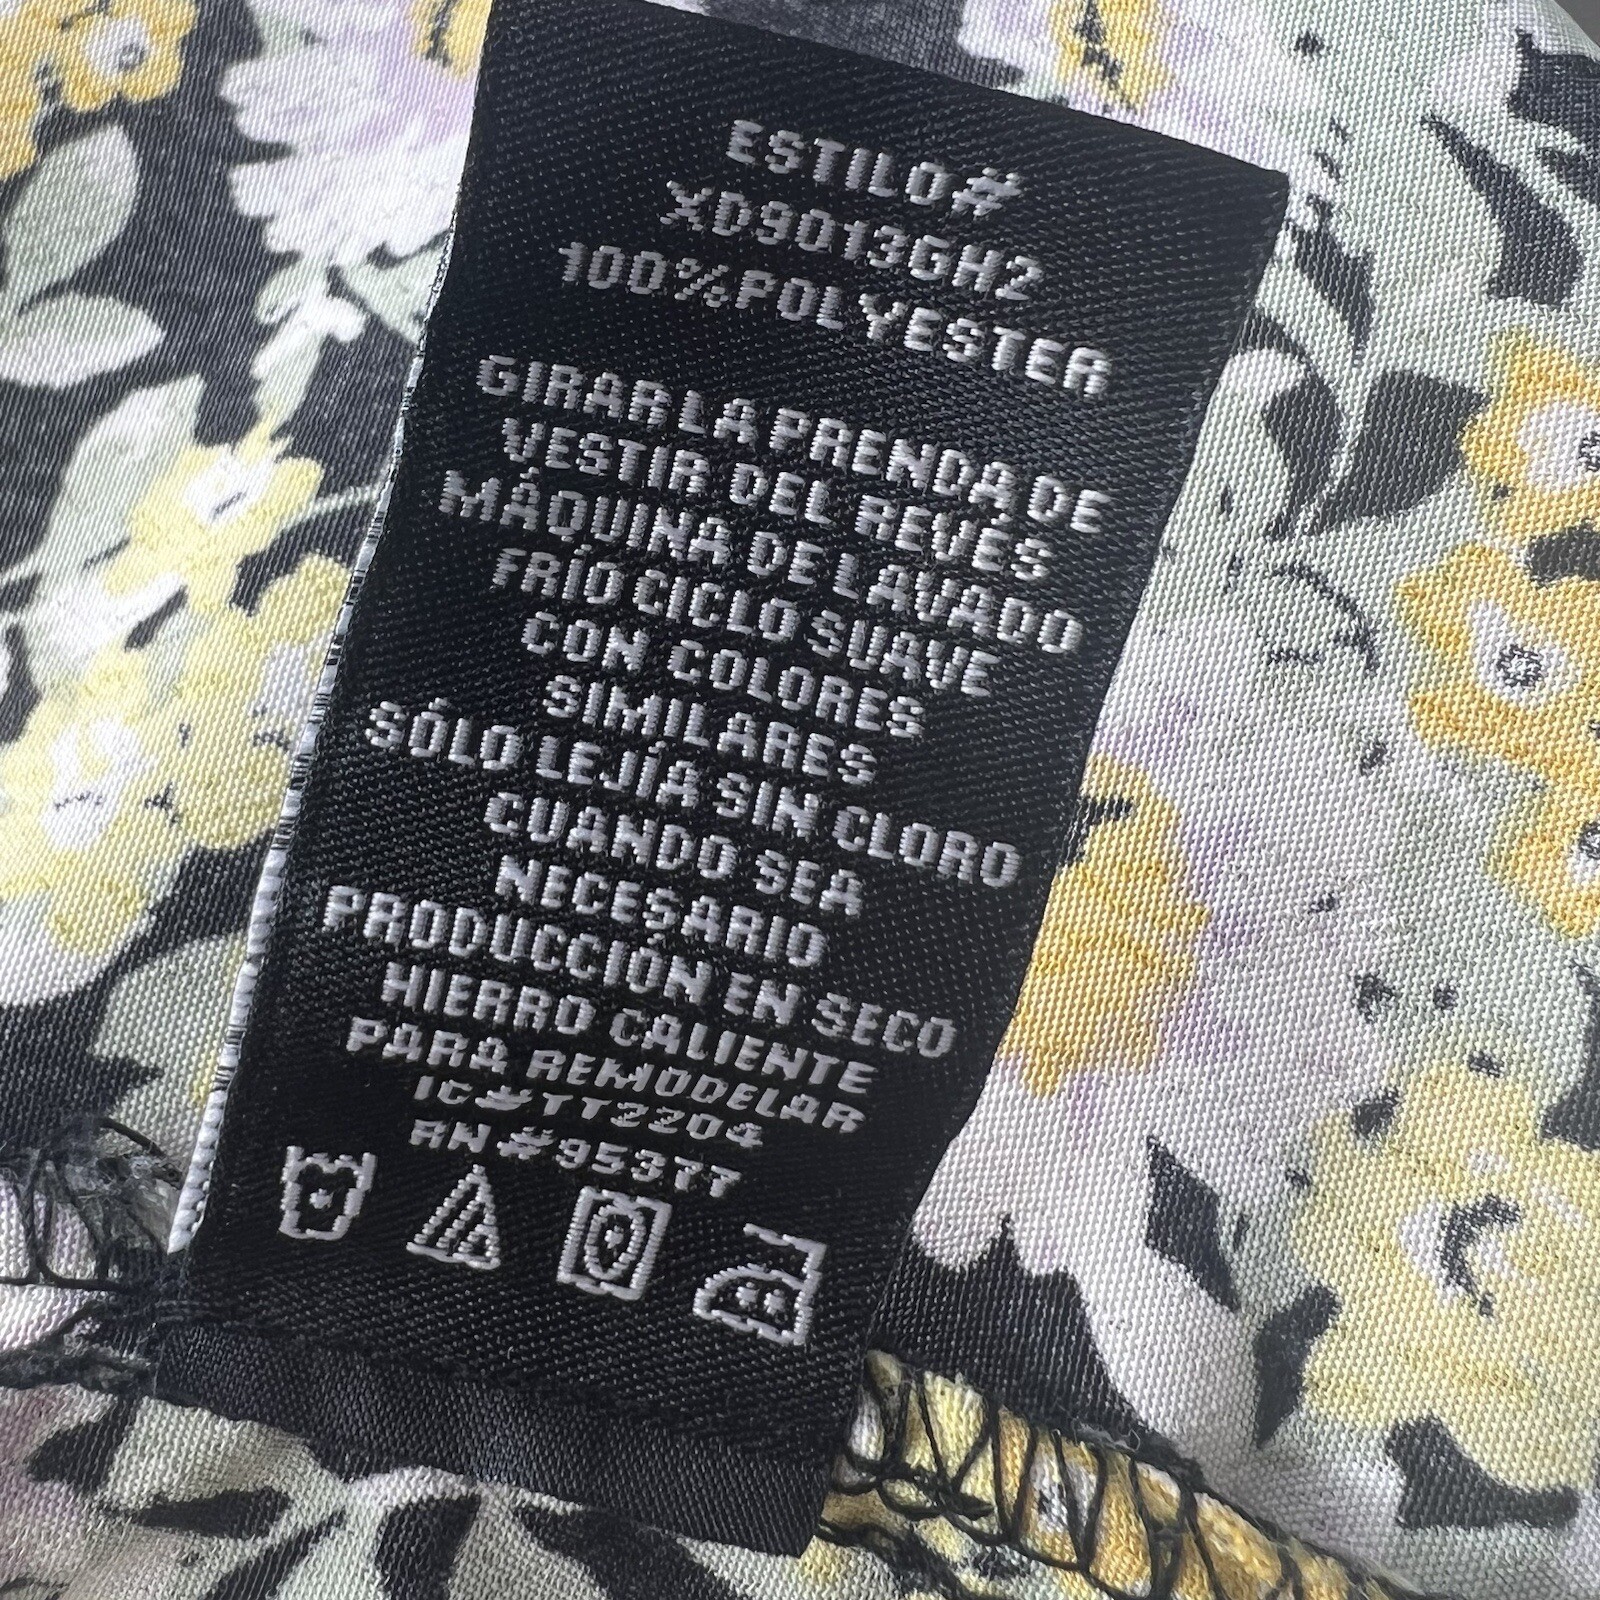 ESTILO#
XD9013GH2
100%POLYESTER
GIRAR LA PRENDA DE
VESTIR DEL REVÉS
MÁQUINA DE LAVADO
FRÍO CICLO SUAVE
CON COLORES
SIMILARES
SÓLO LEJÍA SIN CLORO
CUANDO SEA
NECESARIO
PRODUCCIÓN EN SECO
HIERRO CALIENTE
PARA REMODELAR
IC#TT2204
RN#95377